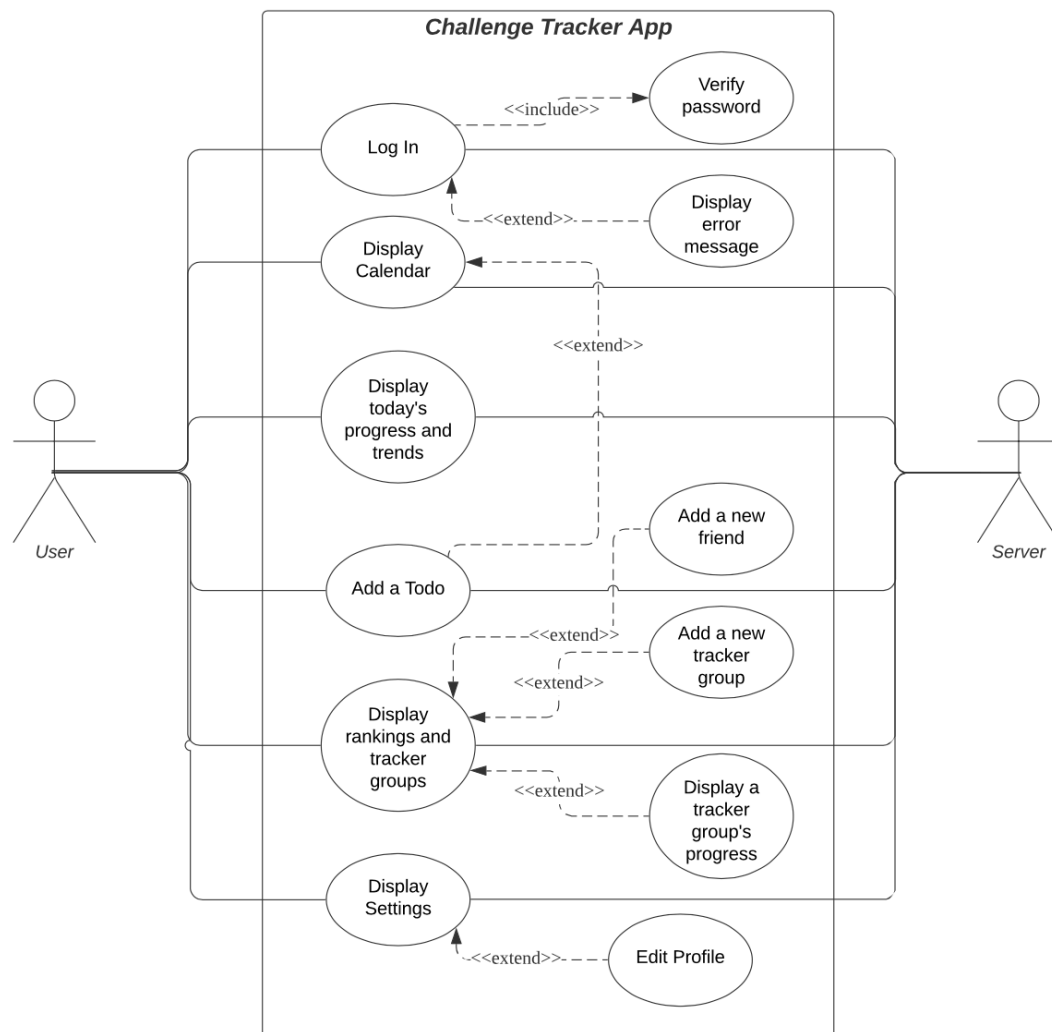 Challenge Tracker App
Verify
password
<<include>>
Log In
Display
error
message
<<extend>>
Display
Calendar
<<extend>>
Display
today's
progress and
trends
User
Server
Add a new
friend
Add a Todo
<<extend>>
Add a new
tracker
group
<<extend>>
Display
rankings and
tracker
groups
<<extend>>
Display a
tracker
group's
progress
Display
Settings
<<extend>>
Edit Profile